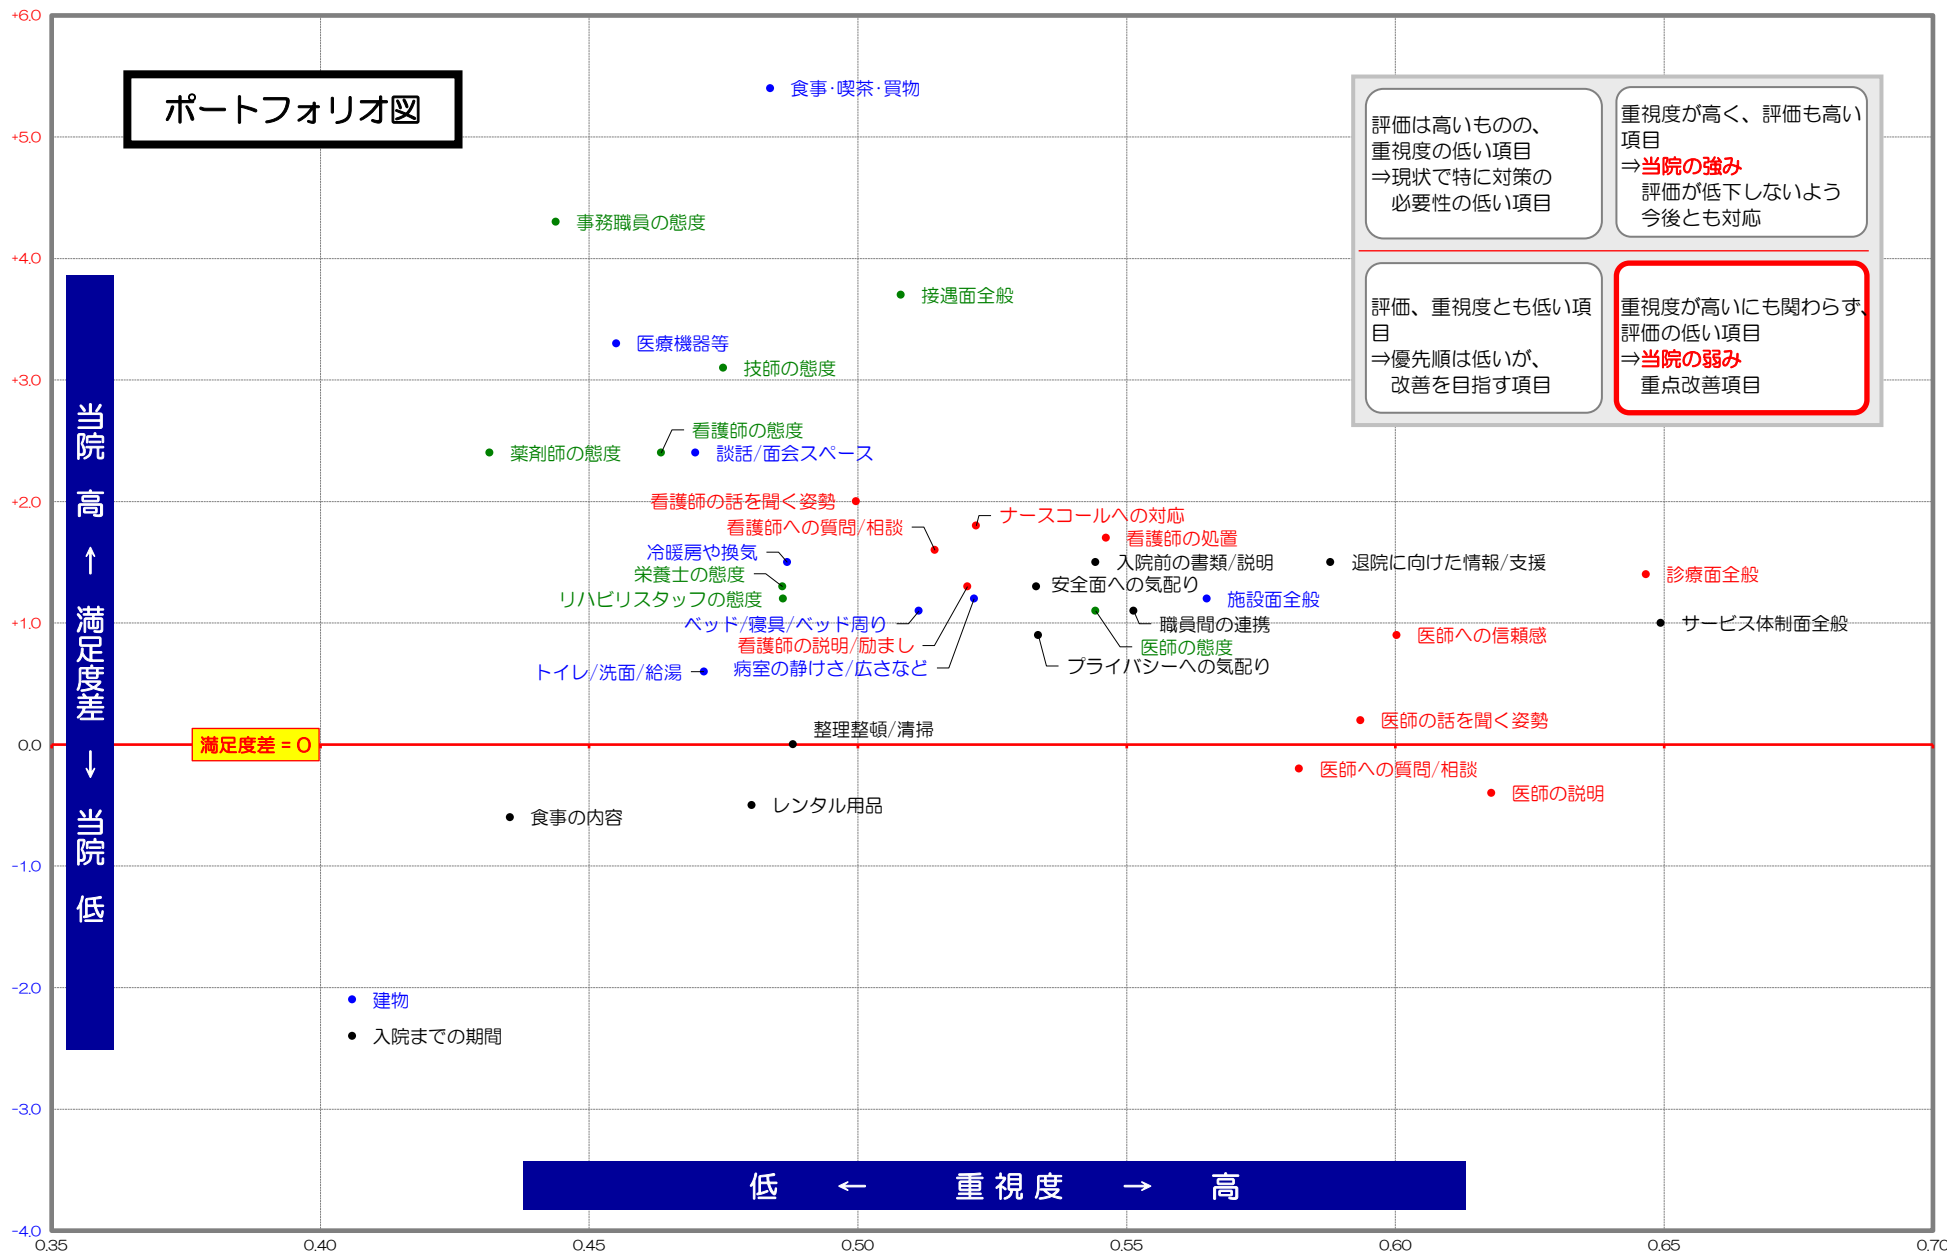 ポートフォリオ図
評価は高いものの、
重視度の低い項目
⇒現状で特に対策の
必要性の低い項目
重視度が高く、評価も高い
項目
⇒当院の強み
評価が低下しないよう
今後とも対応
評価、重視度とも低い項
目
⇒優先順は低いが、
改善を目指す項目
重視度が高いにも関わらず、
評価の低い項目
⇒当院の弱み
重点改善項目
+6.0
+5.0
+4.0
+3.0
+2.0
+1.0
0.0
-1.0
-2.0
-3.0
-4.0
当院 高 ↑ 満足度差 ↓ 当院 低
食事・喫茶・買物
事務職員の態度
接遇面全般
医療機器等
技師の態度
看護師の態度
薬剤師の態度
談話/面会スペース
看護師の話を聞く姿勢
ナースコールへの対応
看護師への質問/相談
看護師の処置
冷暖房や換気
入院前の書類/説明
退院に向けた情報/支援
栄養士の態度
安全面への気配り
診療面全般
リハビリスタッフの態度
施設面全般
ベッド/寝具/ベッド周り
職員間の連携
サービス体制面全般
看護師の説明/励まし
医師の態度
医師への信頼感
トイレ/洗面/給湯
病室の静けさ/広さなど
プライバシーへの気配り
医師の話を聞く姿勢
整理整頓/清掃
満足度差 = 0
医師への質問/相談
医師の説明
レンタル用品
食事の内容
建物
入院までの期間
低 ← 重視度 → 高
0.35 0.40 0.45 0.50 0.55 0.60 0.65 0.70